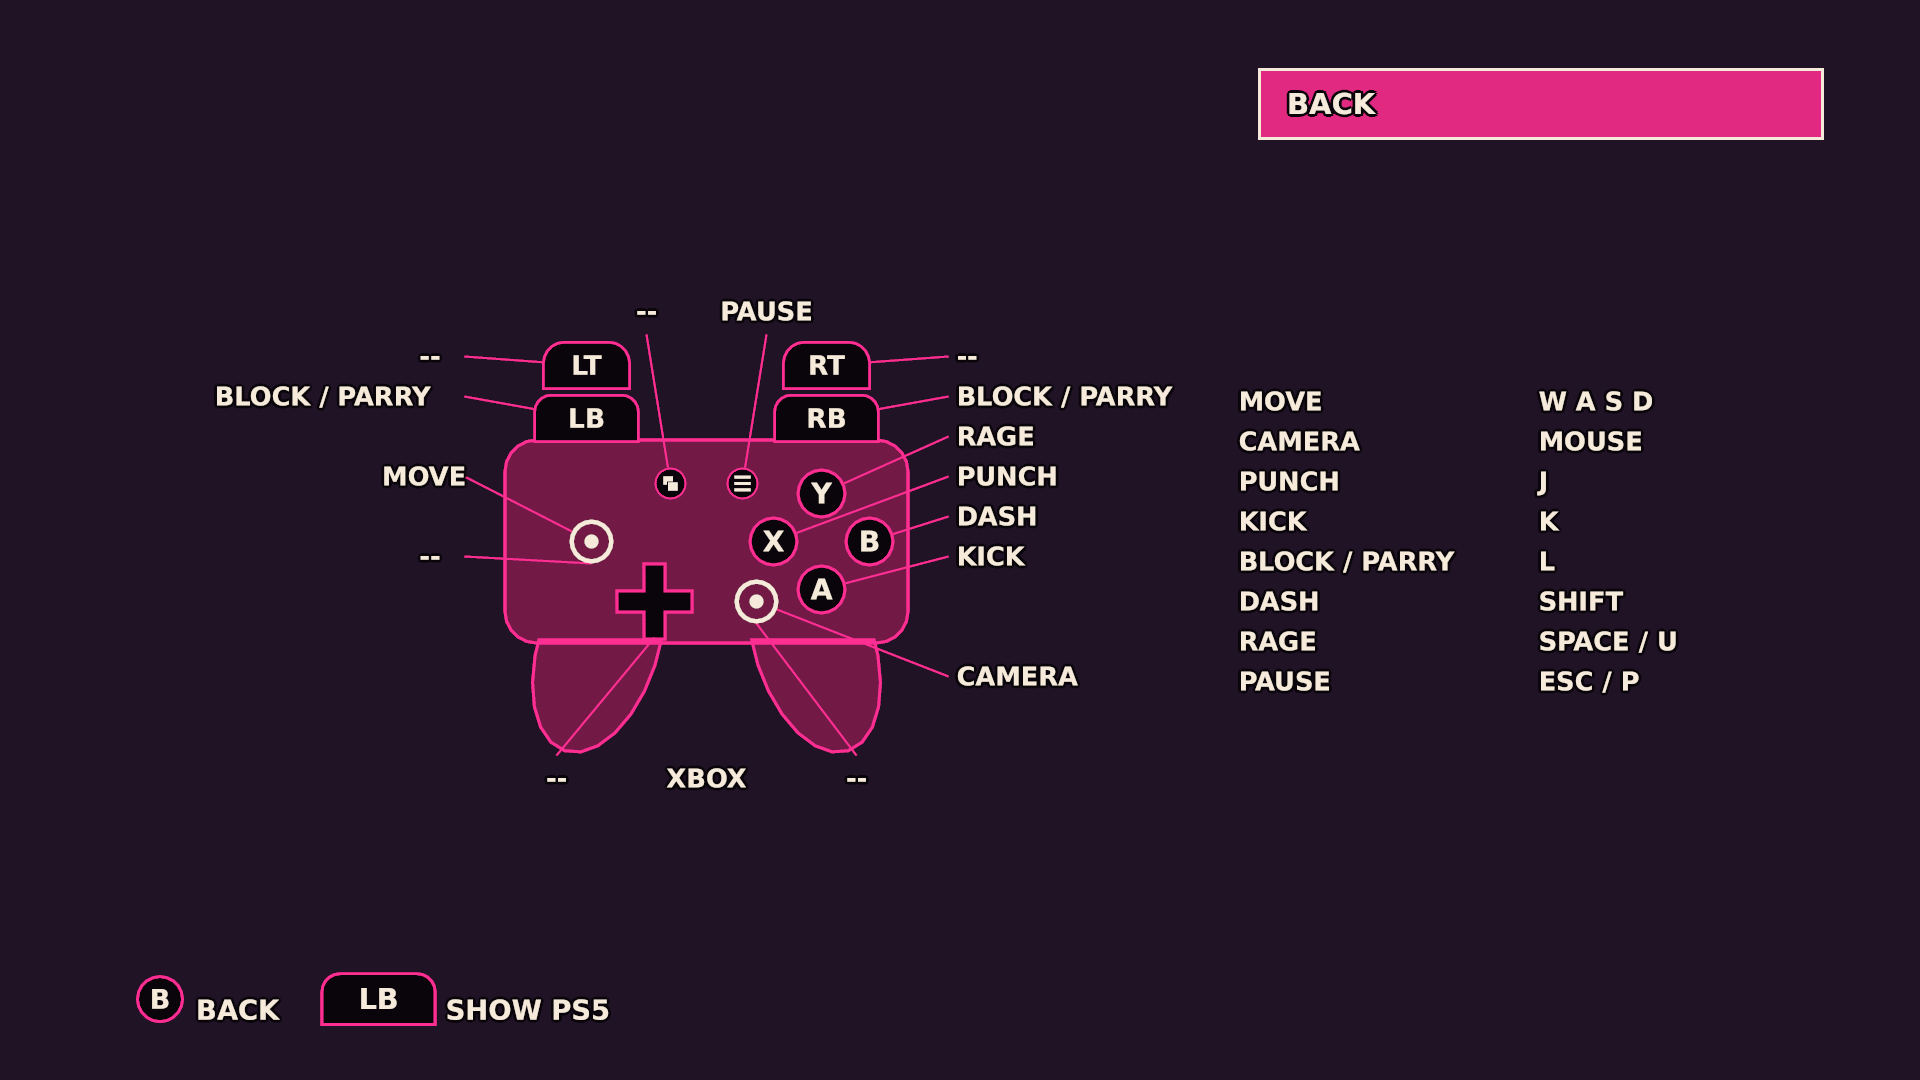 BACK
-- PAUSE
-- LT RT --
BLOCK / PARRY LB RB BLOCK / PARRY
RAGE
MOVE Y PUNCH
X B DASH
-- A KICK
CAMERA
-- XBOX --
MOVE W A S D
CAMERA MOUSE
PUNCH J
KICK K
BLOCK / PARRY L
DASH SHIFT
RAGE SPACE / U
PAUSE ESC / P
B BACK LB SHOW PS5